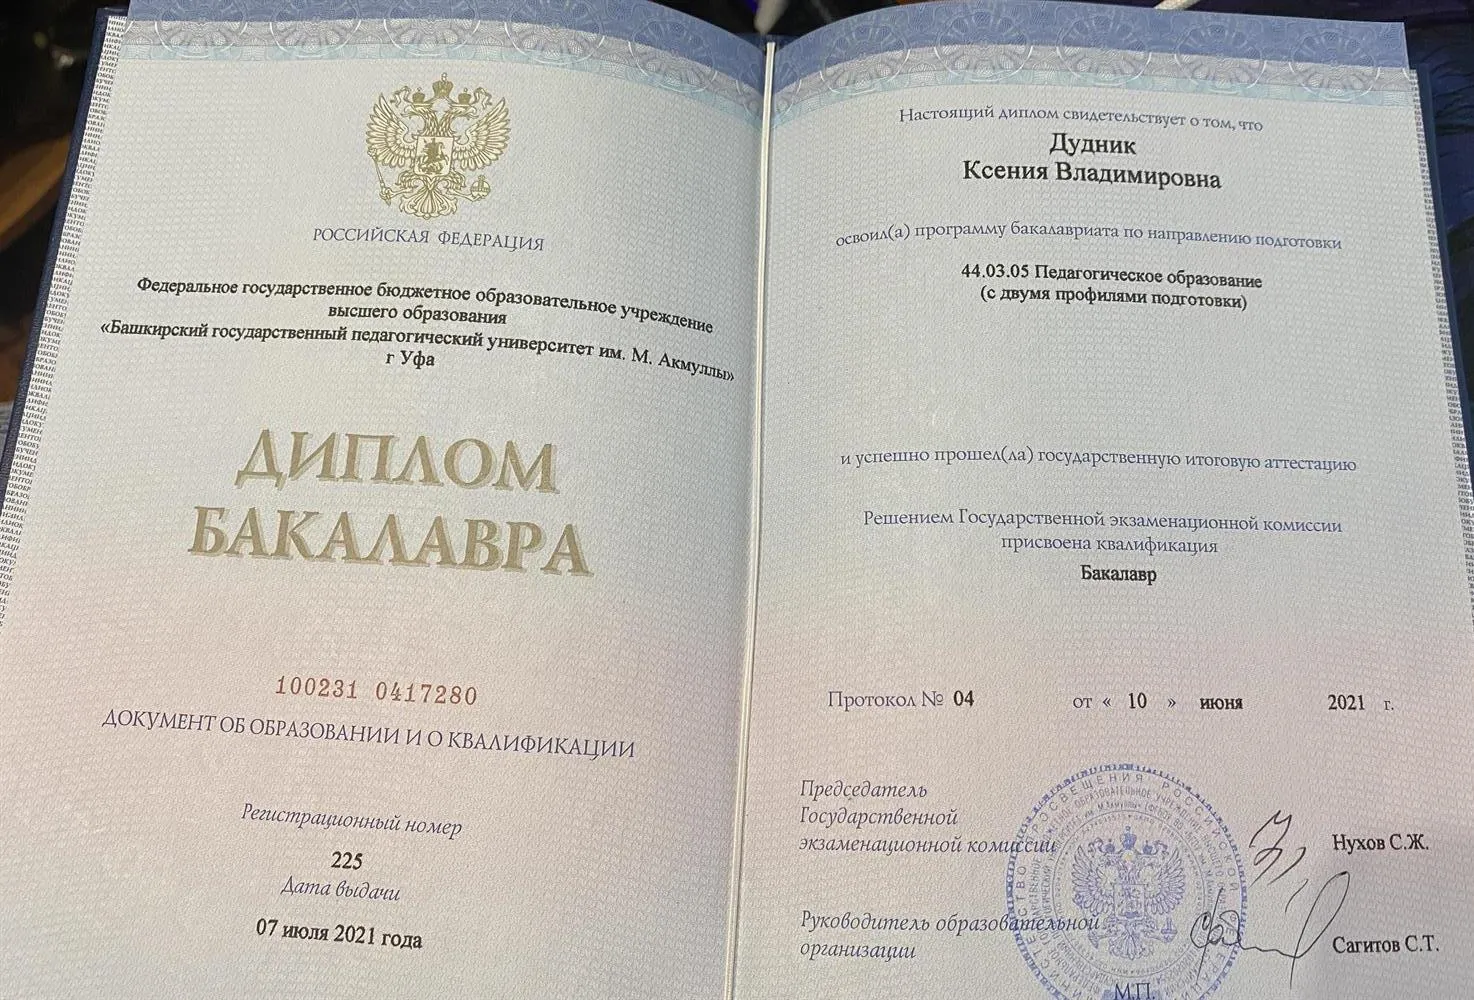 РОССИЙСКАЯ ФЕДЕРАЦИЯ
Федеральное государственное бюджетное образовательное учреждение
высшего образования
«Башкирский государственный педагогический университет им. М. Акмуллы»
г Уфа
ДИПЛОМ
БАКАЛАВРА
100231 0417280
ДОКУМЕНТ ОБ ОБРАЗОВАНИИ И О КВАЛИФИКАЦИИ
Регистрационный номер
225
Дата выдачи
07 июля 2021 года
Настоящий диплом свидетельствует о том, что
Дудник
Ксения Владимировна
освоил(а) программу бакалавриата по направлению подготовки
44.03.05 Педагогическое образование
(с двумя профилями подготовки)
и успешно прошел(ла) государственную итоговую аттестацию
Решением Государственной экзаменационной комиссии
присвоена квалификация
Бакалавр
Протокол № 04 от « 10 » июня 2021 г.
Председатель
Государственной
экзаменационной комиссии
Нухов С.Ж.
Руководитель образовательной
организации
Сагитов С.Т.
М.П.